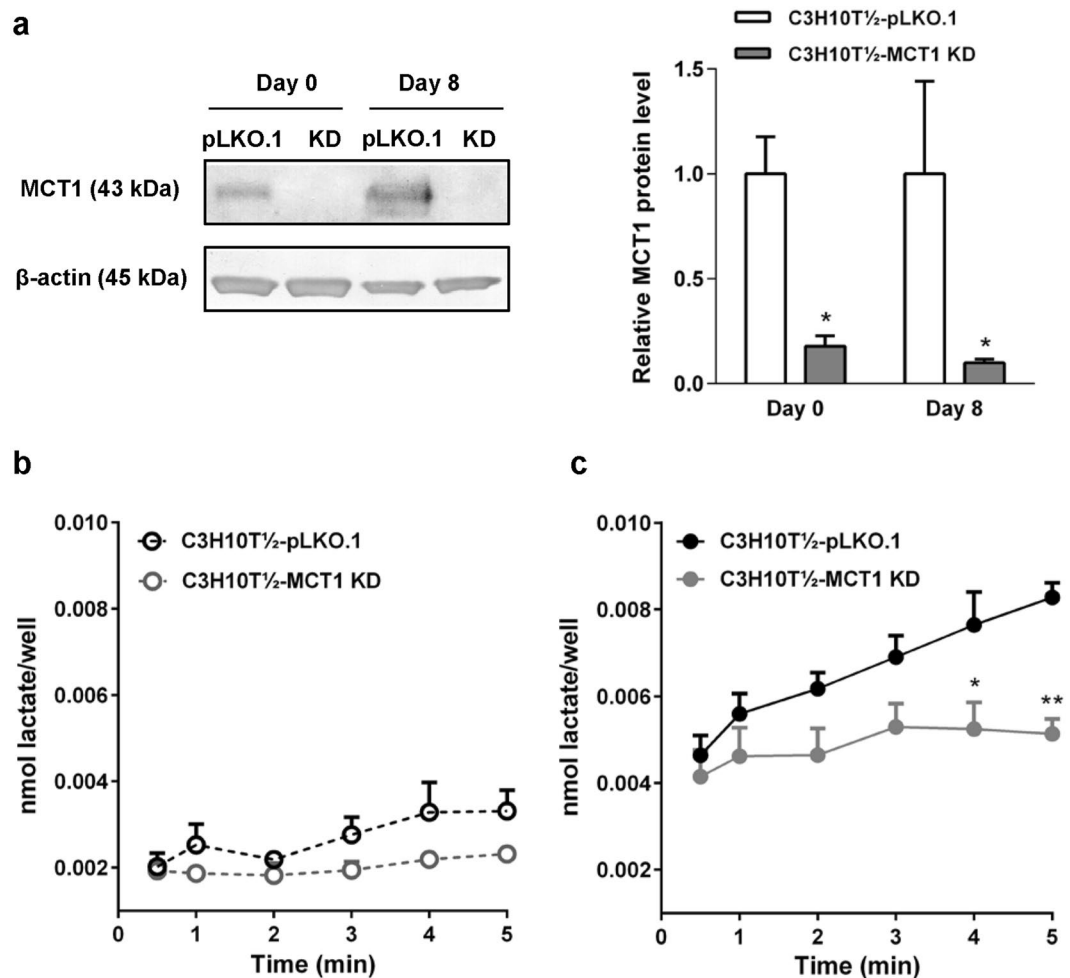 a
Day 0 Day 8
pLKO.1 KD pLKO.1 KD
MCT1 (43 kDa)
β-actin (45 kDa)
C3H10T½-pLKO.1
C3H10T½-MCT1 KD
Relative MCT1 protein level
1.5
1.0
0.5
0.0
*
*
Day 0 Day 8
b
C3H10T½-pLKO.1
C3H10T½-MCT1 KD
nmol lactate/well
0.010
0.008
0.006
0.004
0.002
0 1 2 3 4 5
Time (min)
c
C3H10T½-pLKO.1
C3H10T½-MCT1 KD
nmol lactate/well
0.010
0.008
0.006
0.004
0.002
*
**
0 1 2 3 4 5
Time (min)